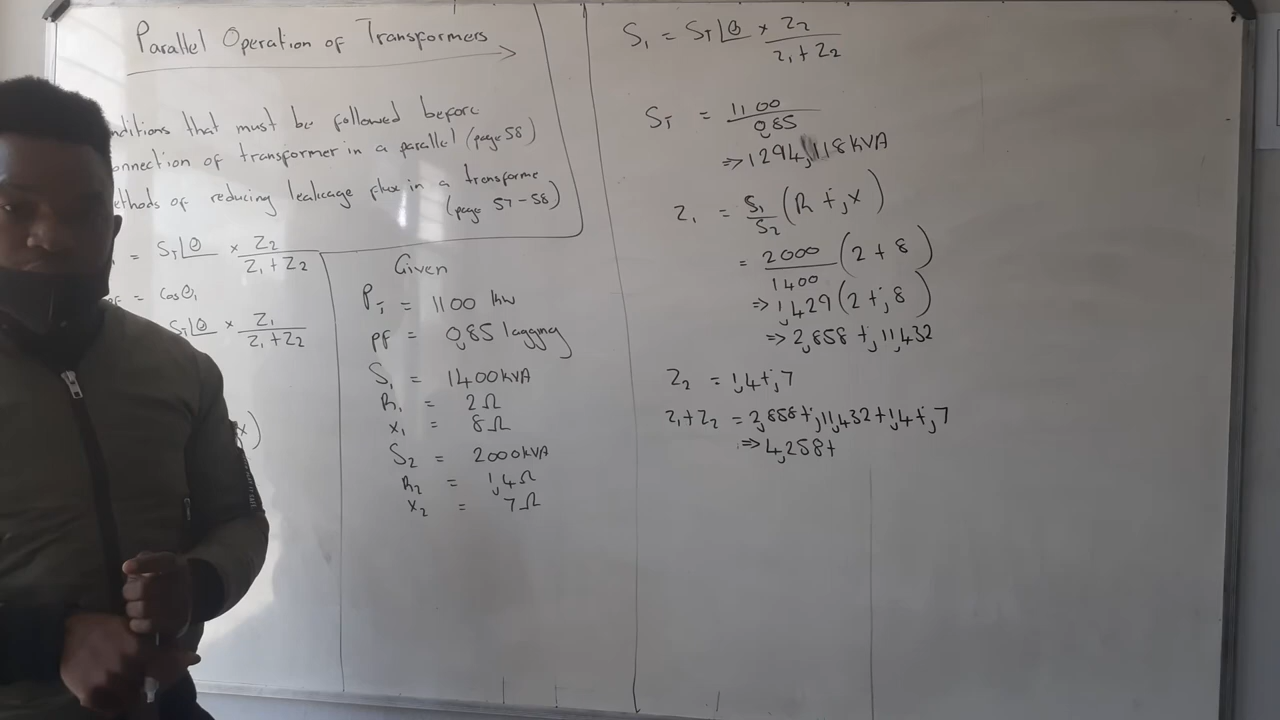 Parallel Operation of Transformers
nditions that must be followed before
onnection of transformer in a parallel (page 58)
ethods of reducing leakage flux in a transforme
(page 57-58)
= ST∠θ × Z2/Z1+Z2
= Cosθ1
ST∠θ × Z1/Z1+Z2
x)
Given
PT = 1100 kw
pf = 0,85 lagging
S1 = 1400 kVA
R1 = 2Ω
x1 = 8Ω
S2 = 2000 kVA
R2 = 1,4Ω
x2 = 7Ω
S1 = ST∠θ × Z2/Z1+Z2
ST = 1100/0,85
⇒ 1294,118 kVA
Z1 = S1/S2 (R + jx)
= 2000/1400 (2 + 8)
⇒ 1,429 (2 + j8)
⇒ 2,858 + j11,432
Z2 = 1,4 + j7
Z1+Z2 = 2,858 + j11,432 + 1,4 + j7
⇒ 4,258 +